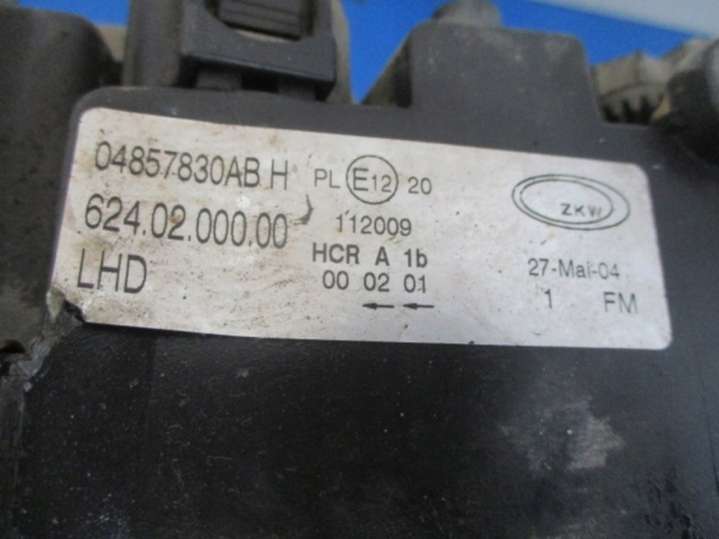 04857830AB H
624.02.000.00
LHD
PL E12 20
112009
HCR A 1b
00 02 01
←←
ZKW
27-Mai-04
1 FM